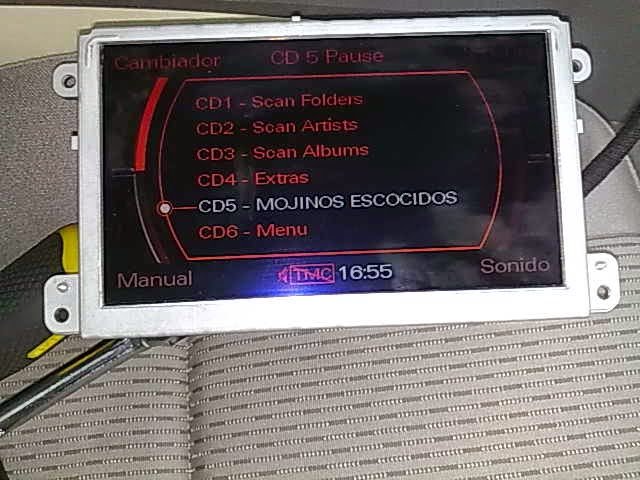 Cambiador CD 5 Pause
CD1 - Scan Folders
CD2 - Scan Artists
CD3 - Scan Albums
CD4 - Extras
CD5 - MOJINOS ESCOCIDOS
CD6 - Menu
Manual TMC 16:55 Sonido